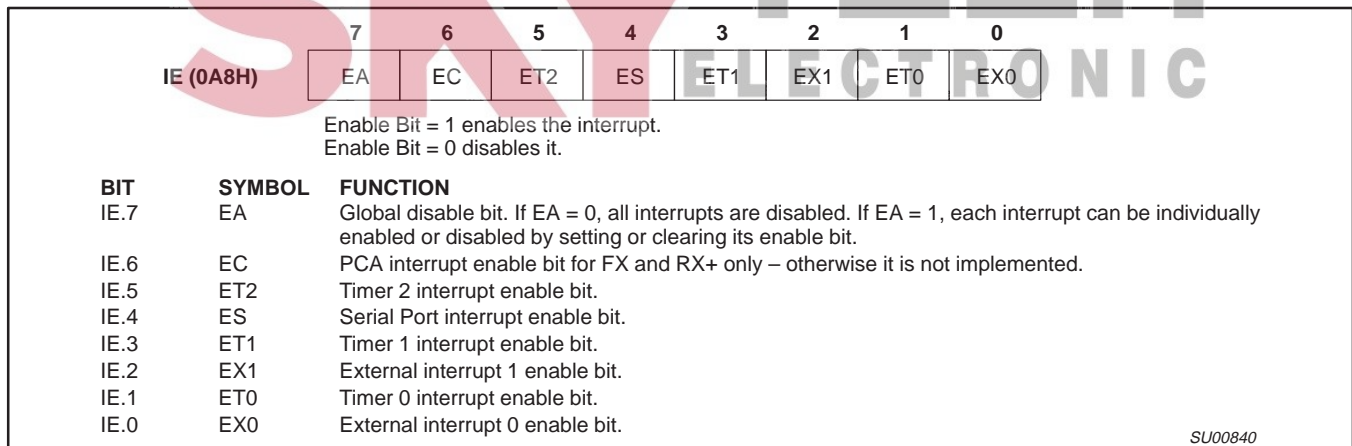 SKYTECH
ELECTRONIC
7 6 5 4 3 2 1 0
IE (0A8H) EA EC ET2 ES ET1 EX1 ET0 EX0
Enable Bit = 1 enables the interrupt.
Enable Bit = 0 disables it.
BIT SYMBOL FUNCTION
IE.7 EA Global disable bit. If EA = 0, all interrupts are disabled. If EA = 1, each interrupt can be individually
enabled or disabled by setting or clearing its enable bit.
IE.6 EC PCA interrupt enable bit for FX and RX+ only – otherwise it is not implemented.
IE.5 ET2 Timer 2 interrupt enable bit.
IE.4 ES Serial Port interrupt enable bit.
IE.3 ET1 Timer 1 interrupt enable bit.
IE.2 EX1 External interrupt 1 enable bit.
IE.1 ET0 Timer 0 interrupt enable bit.
IE.0 EX0 External interrupt 0 enable bit.
SU00840